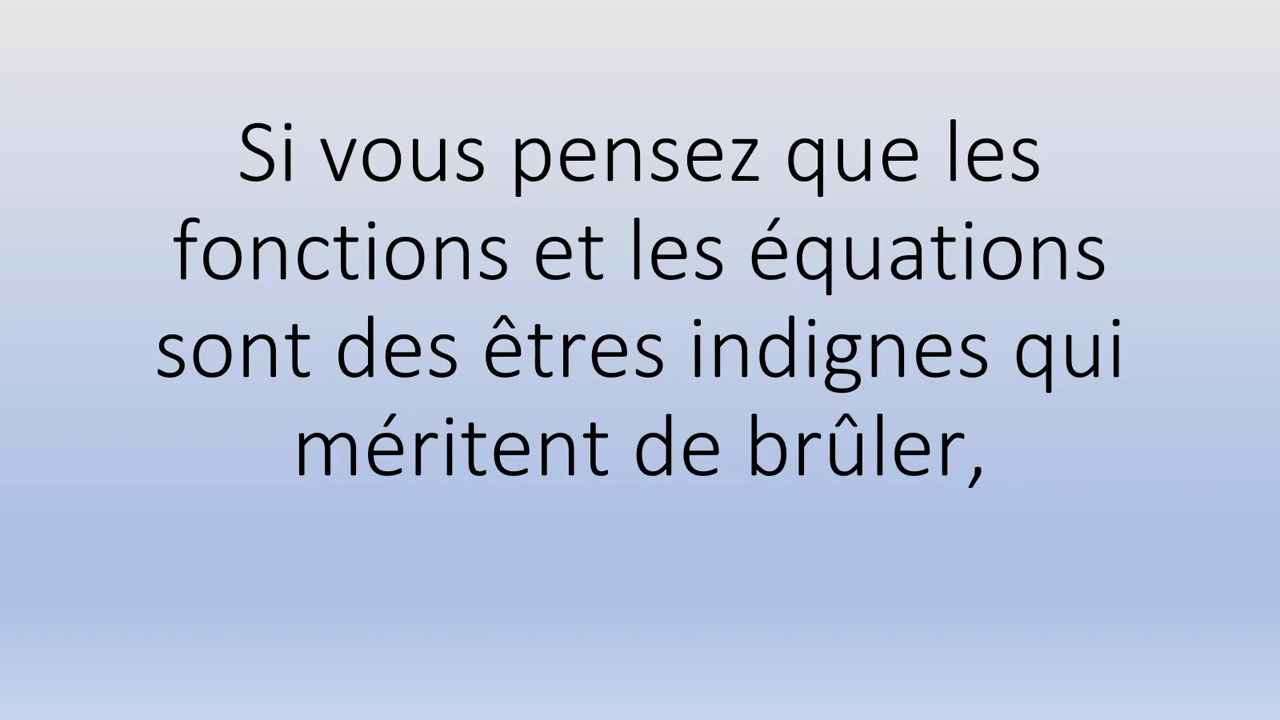 Si vous pensez que les
fonctions et les équations
sont des êtres indignes qui
méritent de brûler,